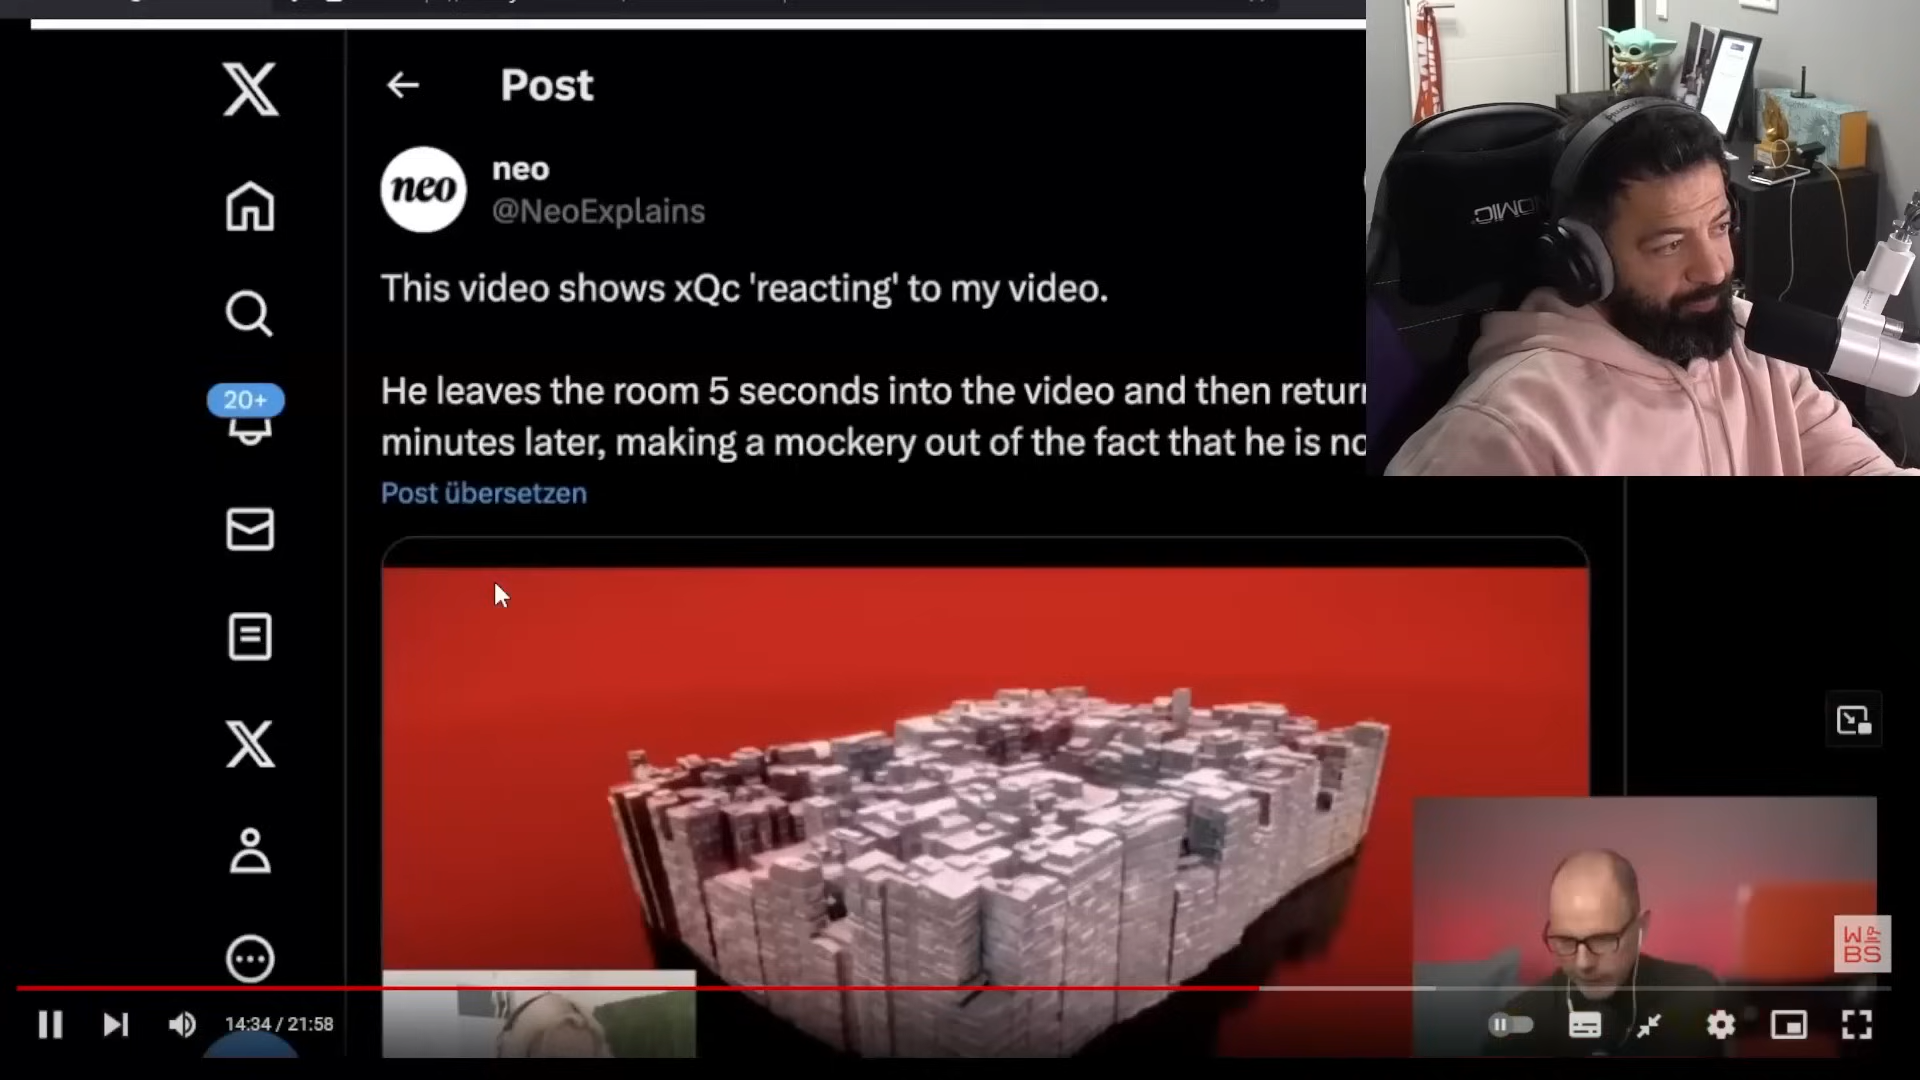 Post
neo
neo
@NeoExplains
This video shows xQc 'reacting' to my video.
He leaves the room 5 seconds into the video and then
minutes later, making a mockery out of the fact that he is
Post übersetzen
20+
W
BS
14:34 / 21:58